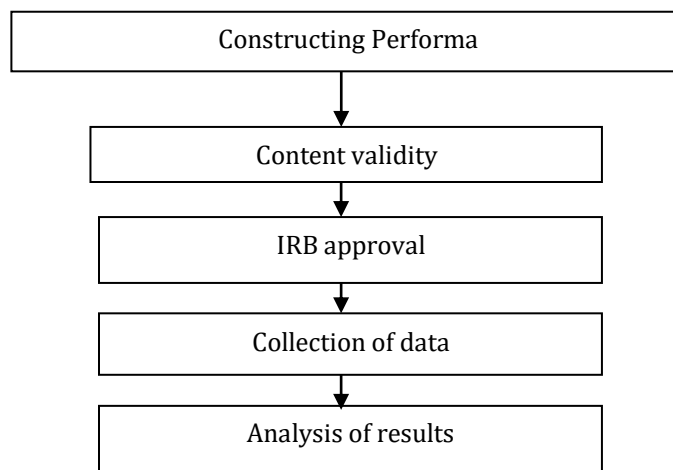 Constructing Performa
Content validity
IRB approval
Collection of data
Analysis of results